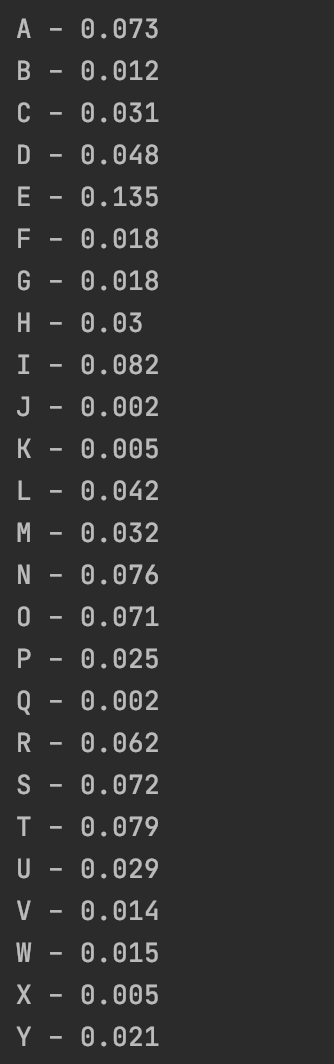 A - 0.073
B - 0.012
C - 0.031
D - 0.048
E - 0.135
F - 0.018
G - 0.018
H - 0.03
I - 0.082
J - 0.002
K - 0.005
L - 0.042
M - 0.032
N - 0.076
O - 0.071
P - 0.025
Q - 0.002
R - 0.062
S - 0.072
T - 0.079
U - 0.029
V - 0.014
W - 0.015
X - 0.005
Y - 0.021